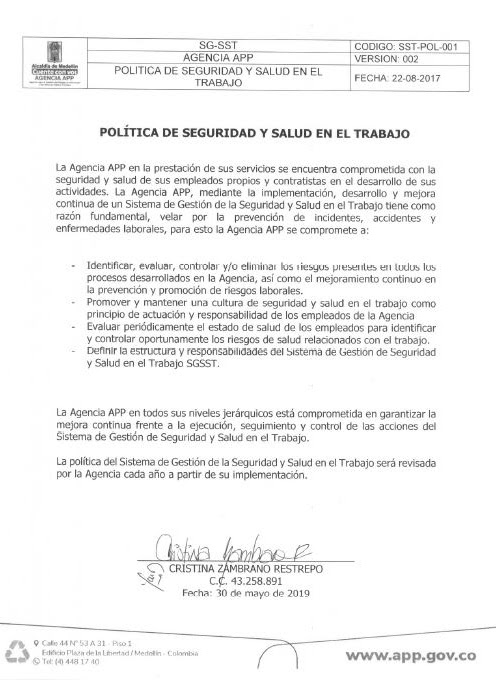 SG-SST
CODIGO: SST-POL-001
Alcaldía de Medellín
Cuenta con vos
AGENCIA APP
AGENCIA APP
VERSION: 002
POLITICA DE SEGURIDAD Y SALUD EN EL
TRABAJO
FECHA: 22-08-2017
POLÍTICA DE SEGURIDAD Y SALUD EN EL TRABAJO
La Agencia APP en la prestación de sus servicios se encuentra comprometida con la
seguridad y salud de sus empleados propios y contratistas en el desarrollo de sus
actividades. La Agencia APP, mediante la implementación, desarrollo y mejora
continua de un Sistema de Gestión de la Seguridad y Salud en el Trabajo tiene como
razón fundamental, velar por la prevención de incidentes, accidentes y
enfermedades laborales, para esto la Agencia APP se compromete a:
- Identificar, evaluar, controlar y/o eliminar los riesgos presentes en todos los
procesos desarrollados en la Agencia, así como el mejoramiento continuo en
la prevención y promoción de riesgos laborales.
- Promover y mantener una cultura de seguridad y salud en el trabajo como
principio de actuación y responsabilidad de los empleados de la Agencia
- Evaluar periódicamente el estado de salud de los empleados para identificar
y controlar oportunamente los riesgos de salud relacionados con el trabajo.
- Definir la estructura y responsabilidades del Sistema de Gestión de Seguridad
y Salud en el Trabajo SGSST.
La Agencia APP en todos sus niveles jerárquicos está comprometida en garantizar la
mejora continua frente a la ejecución, seguimiento y control de las acciones del
Sistema de Gestión de Seguridad y Salud en el Trabajo.
La política del Sistema de Gestión de la Seguridad y Salud en el Trabajo será revisada
por la Agencia cada año a partir de su implementación.
Cristina Zambrano R
CRISTINA ZAMBRANO RESTREPO
C.C. 43.258.891
Fecha: 30 de mayo de 2019
Calle 44 N° 53 A 31 - Piso 1
Edificio Plaza de la Libertad / Medellín - Colombia
Tel: (4) 448 17 40
www.app.gov.co